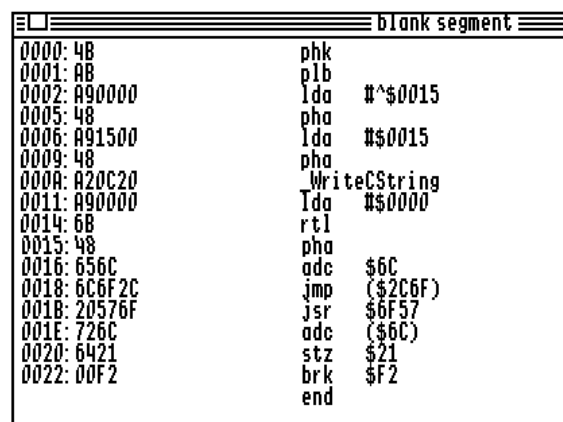 blank segment
0000: 4B phk
0001: AB plb
0002: A90000 lda #^$0015
0005: 48 pha
0006: A91500 lda #$0015
0009: 48 pha
000A: A20C20 _WriteCString
0011: A90000 lda #$0000
0014: 6B rtl
0015: 48 pha
0016: 656C adc $6C
0018: 6C6F2C jmp ($2C6F)
001B: 20576F jsr $6F57
001E: 726C adc ($6C)
0020: 6421 stz $21
0022: 00F2 brk $F2
end